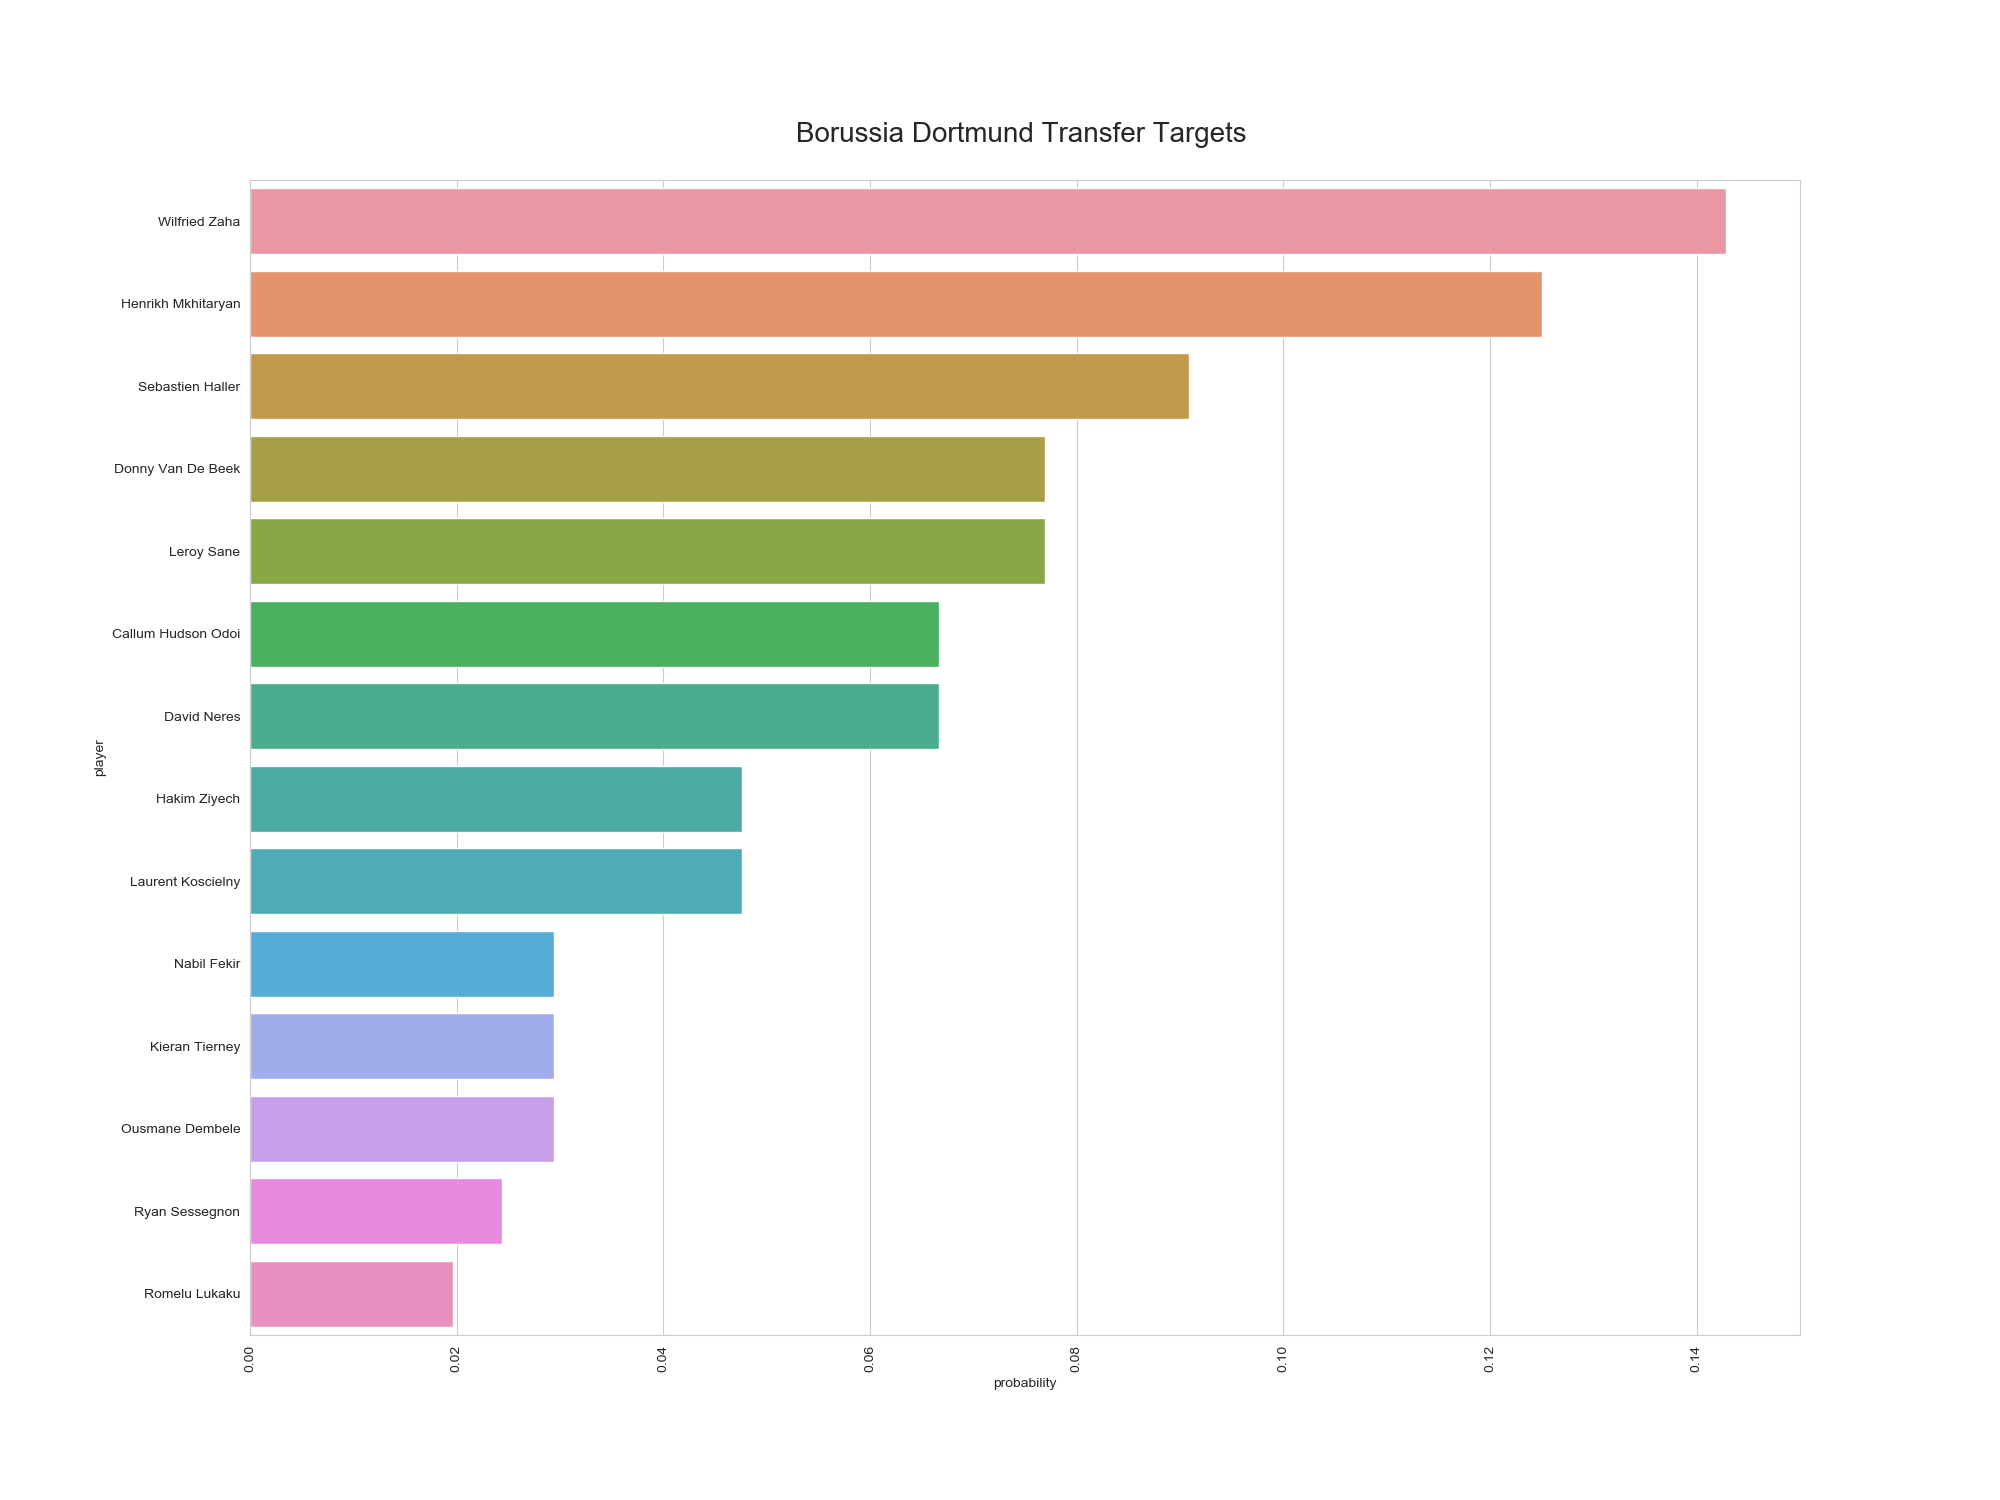 Borussia Dortmund Transfer Targets
Wilfried Zaha
Henrikh Mkhitaryan
Sebastien Haller
Donny Van De Beek
Leroy Sane
Callum Hudson Odoi
David Neres
Hakim Ziyech
Laurent Koscielny
Nabil Fekir
Kieran Tierney
Ousmane Dembele
Ryan Sessegnon
Romelu Lukaku
player
0.00
0.02
0.04
0.06
0.08
0.10
0.12
0.14
probability